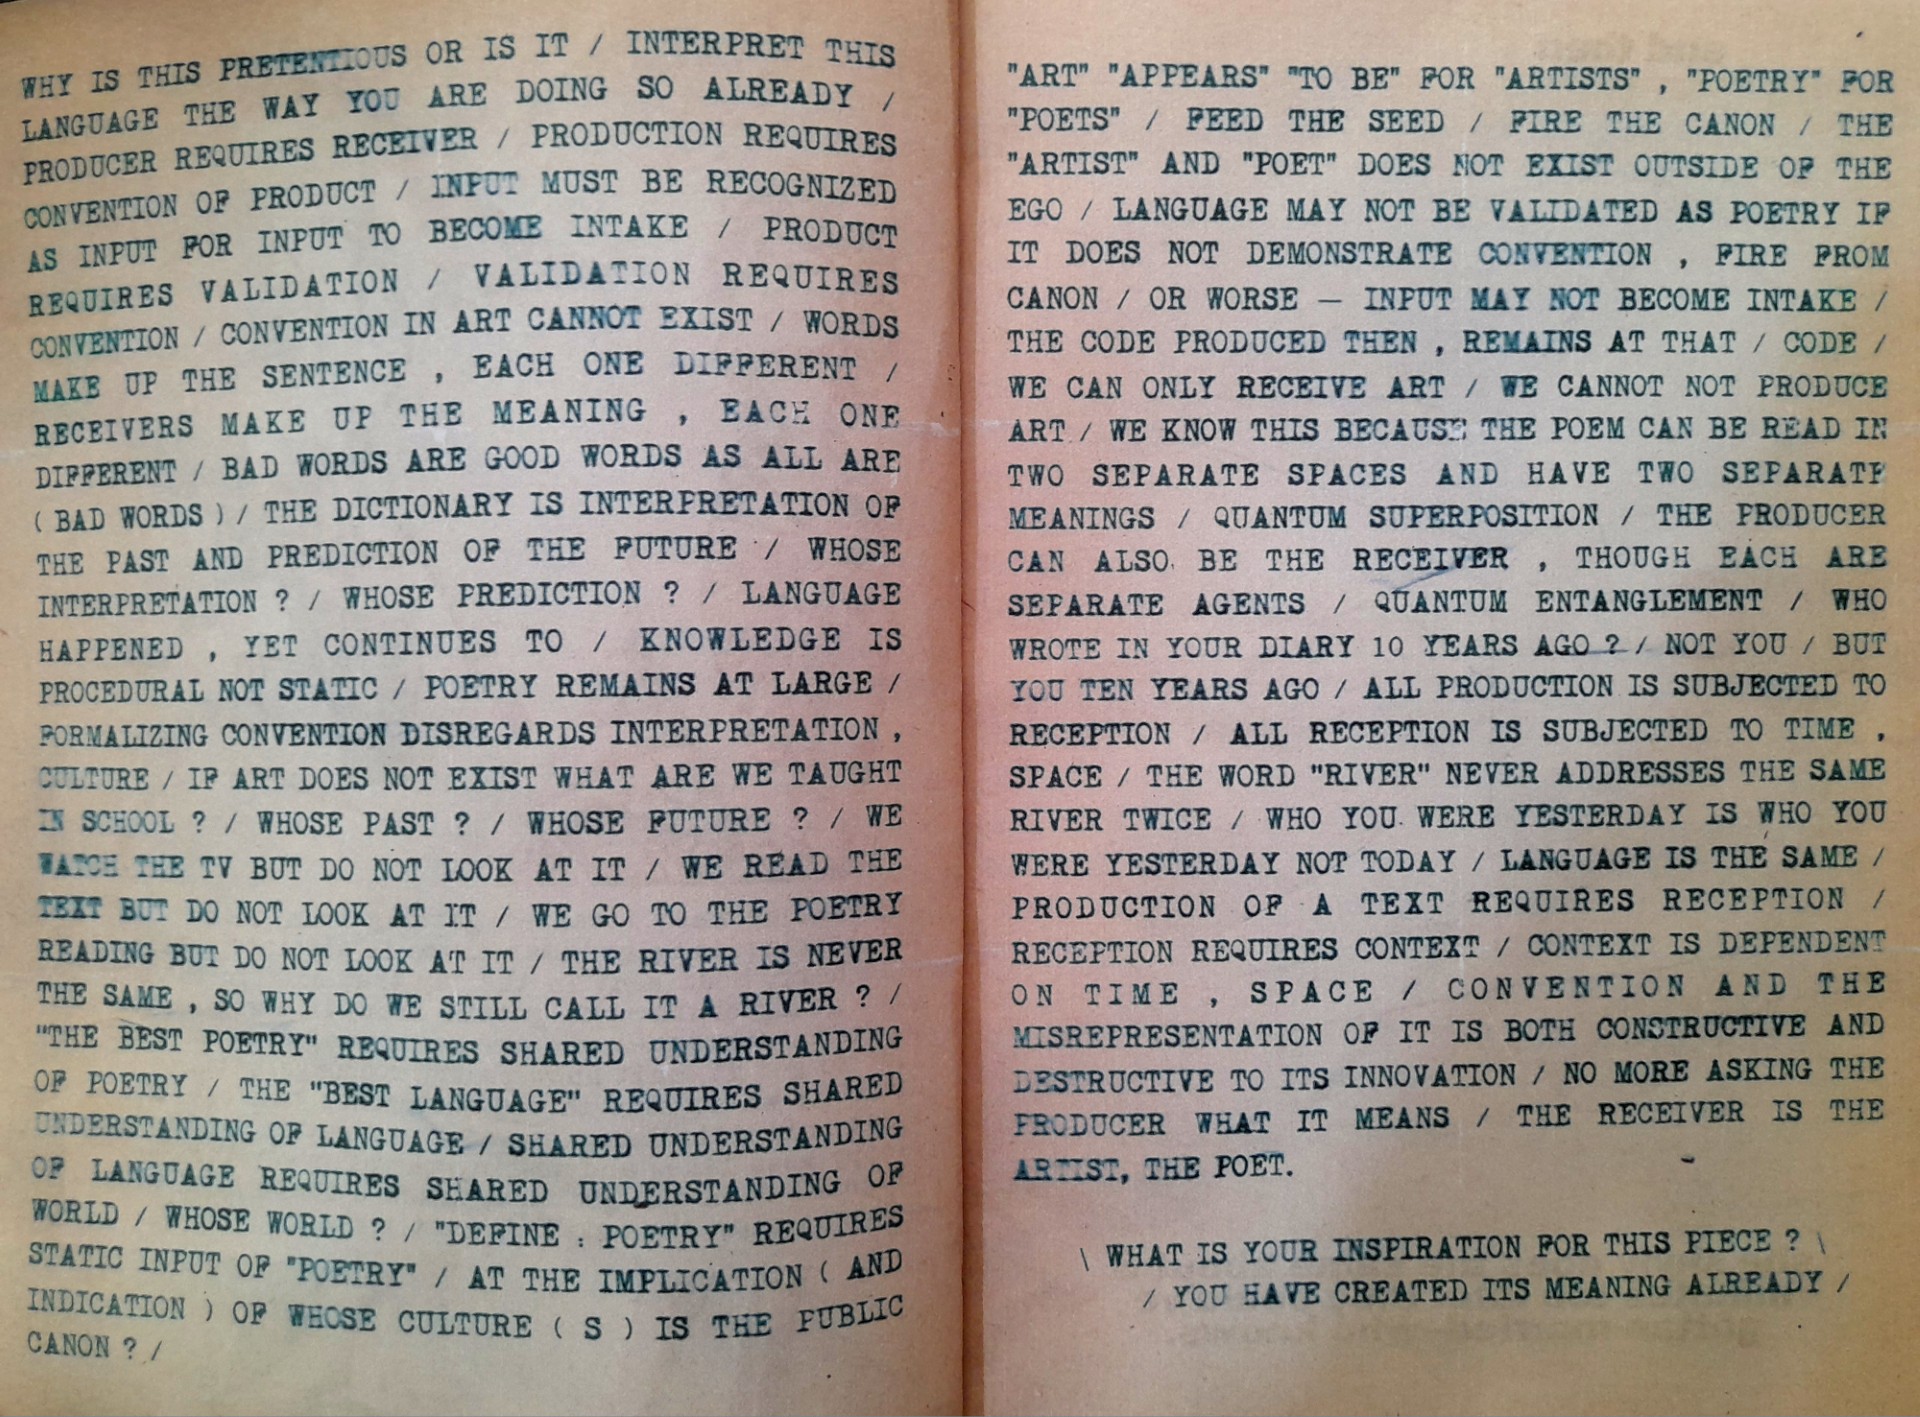 WHY IS THIS PRETENTIOUS OR IS IT / INTERPRET THIS
LANGUAGE THE WAY YOU ARE DOING SO ALREADY /
PRODUCER REQUIRES RECEIVER / PRODUCTION REQUIRES
CONVENTION OF PRODUCT / INPUT MUST BE RECOGNIZED
AS INPUT FOR INPUT TO BECOME INTAKE / PRODUCT
REQUIRES VALIDATION / VALIDATION REQUIRES
CONVENTION / CONVENTION IN ART CANNOT EXIST / WORDS
MAKE UP THE SENTENCE , EACH ONE DIFFERENT /
RECEIVERS MAKE UP THE MEANING , EACH ONE
DIFFERENT / BAD WORDS ARE GOOD WORDS AS ALL ARE
( BAD WORDS ) / THE DICTIONARY IS INTERPRETATION OF
THE PAST AND PREDICTION OF THE FUTURE / WHOSE
INTERPRETATION ? / WHOSE PREDICTION ? / LANGUAGE
HAPPENED , YET CONTINUES TO / KNOWLEDGE IS
PROCEDURAL NOT STATIC / POETRY REMAINS AT LARGE /
FORMALIZING CONVENTION DISREGARDS INTERPRETATION ,
CULTURE / IF ART DOES NOT EXIST WHAT ARE WE TAUGHT
IN SCHOOL ? / WHOSE PAST ? / WHOSE FUTURE ? / WE
WATCH THE TV BUT DO NOT LOOK AT IT / WE READ THE
TEXT BUT DO NOT LOOK AT IT / WE GO TO THE POETRY
READING BUT DO NOT LOOK AT IT / THE RIVER IS NEVER
THE SAME , SO WHY DO WE STILL CALL IT A RIVER ? /
"THE BEST POETRY" REQUIRES SHARED UNDERSTANDING
OF POETRY / THE "BEST LANGUAGE" REQUIRES SHARED
UNDERSTANDING OF LANGUAGE / SHARED UNDERSTANDING
OF LANGUAGE REQUIRES SHARED UNDERSTANDING OF
WORLD / WHOSE WORLD ? / "DEFINE : POETRY" REQUIRES
STATIC INPUT OF "POETRY" / AT THE IMPLICATION ( AND
INDICATION ) OF WHOSE CULTURE ( S ) IS THE PUBLIC
CANON ? /
"ART" "APPEARS" "TO BE" FOR "ARTISTS" , "POETRY" FOR
"POETS" / FEED THE SEED / FIRE THE CANON / THE
"ARTIST" AND "POET" DOES NOT EXIST OUTSIDE OF THE
EGO / LANGUAGE MAY NOT BE VALIDATED AS POETRY IF
IT DOES NOT DEMONSTRATE CONVENTION , FIRE FROM
CANON / OR WORSE — INPUT MAY NOT BECOME INTAKE /
THE CODE PRODUCED THEN , REMAINS AT THAT / CODE /
WE CAN ONLY RECEIVE ART / WE CANNOT NOT PRODUCE
ART / WE KNOW THIS BECAUSE THE POEM CAN BE READ IN
TWO SEPARATE SPACES AND HAVE TWO SEPARATE
MEANINGS / QUANTUM SUPERPOSITION / THE PRODUCER
CAN ALSO BE THE RECEIVER , THOUGH EACH ARE
SEPARATE AGENTS / QUANTUM ENTANGLEMENT / WHO
WROTE IN YOUR DIARY 10 YEARS AGO ? / NOT YOU / BUT
YOU TEN YEARS AGO / ALL PRODUCTION IS SUBJECTED TO
RECEPTION / ALL RECEPTION IS SUBJECTED TO TIME ,
SPACE / THE WORD "RIVER" NEVER ADDRESSES THE SAME
RIVER TWICE / WHO YOU WERE YESTERDAY IS WHO YOU
WERE YESTERDAY NOT TODAY / LANGUAGE IS THE SAME /
PRODUCTION OF A TEXT REQUIRES RECEPTION /
RECEPTION REQUIRES CONTEXT / CONTEXT IS DEPENDENT
ON TIME , SPACE / CONVENTION AND THE
MISREPRESENTATION OF IT IS BOTH CONSTRUCTIVE AND
DESTRUCTIVE TO ITS INNOVATION / NO MORE ASKING THE
PRODUCER WHAT IT MEANS / THE RECEIVER IS THE
ARTIST, THE POET.
\ WHAT IS YOUR INSPIRATION FOR THIS PIECE ? \
/ YOU HAVE CREATED ITS MEANING ALREADY /